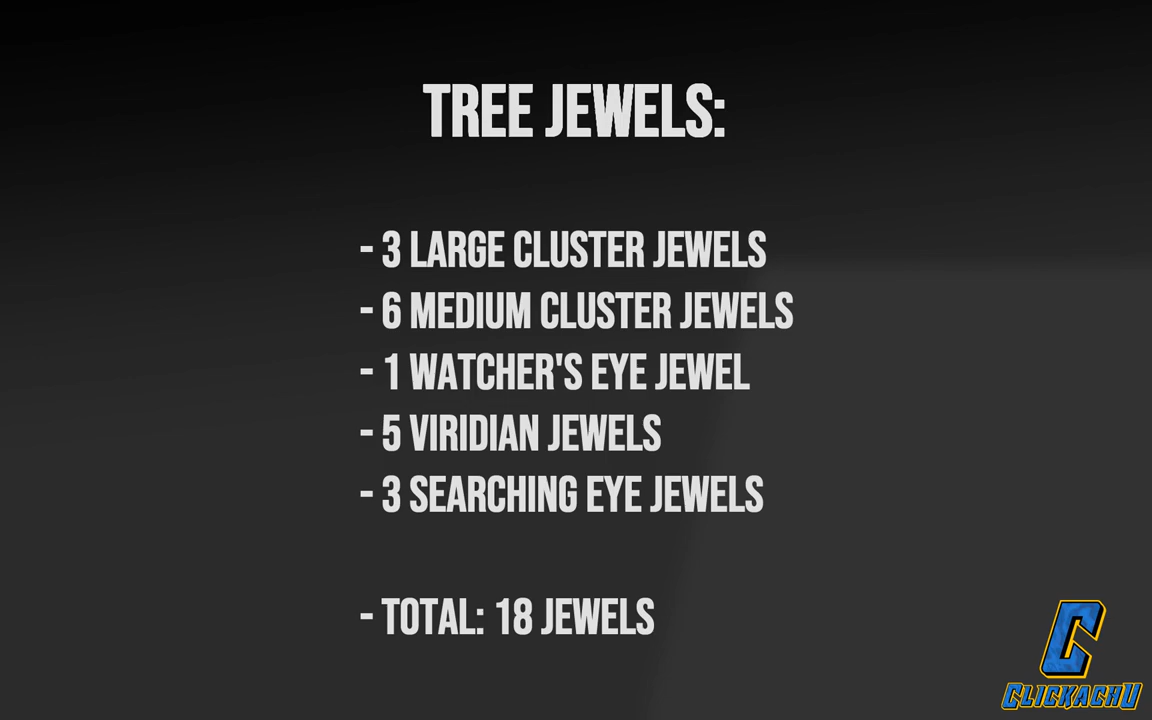 TREE JEWELS:
- 3 LARGE CLUSTER JEWELS
- 6 MEDIUM CLUSTER JEWELS
- 1 WATCHER'S EYE JEWEL
- 5 VIRIDIAN JEWELS
- 3 SEARCHING EYE JEWELS
- TOTAL: 18 JEWELS
C
CLICKACHU